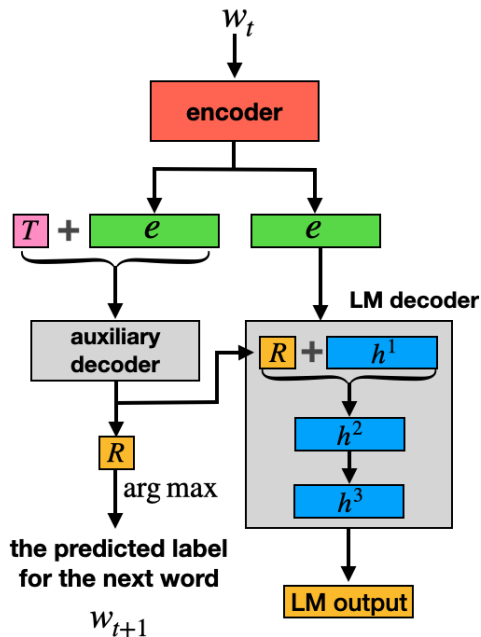 w_t
encoder
T + e
e
LM decoder
auxiliary
decoder
R + h^1
h^2
R
arg max
h^3
the predicted label
for the next word
w_{t+1}
LM output